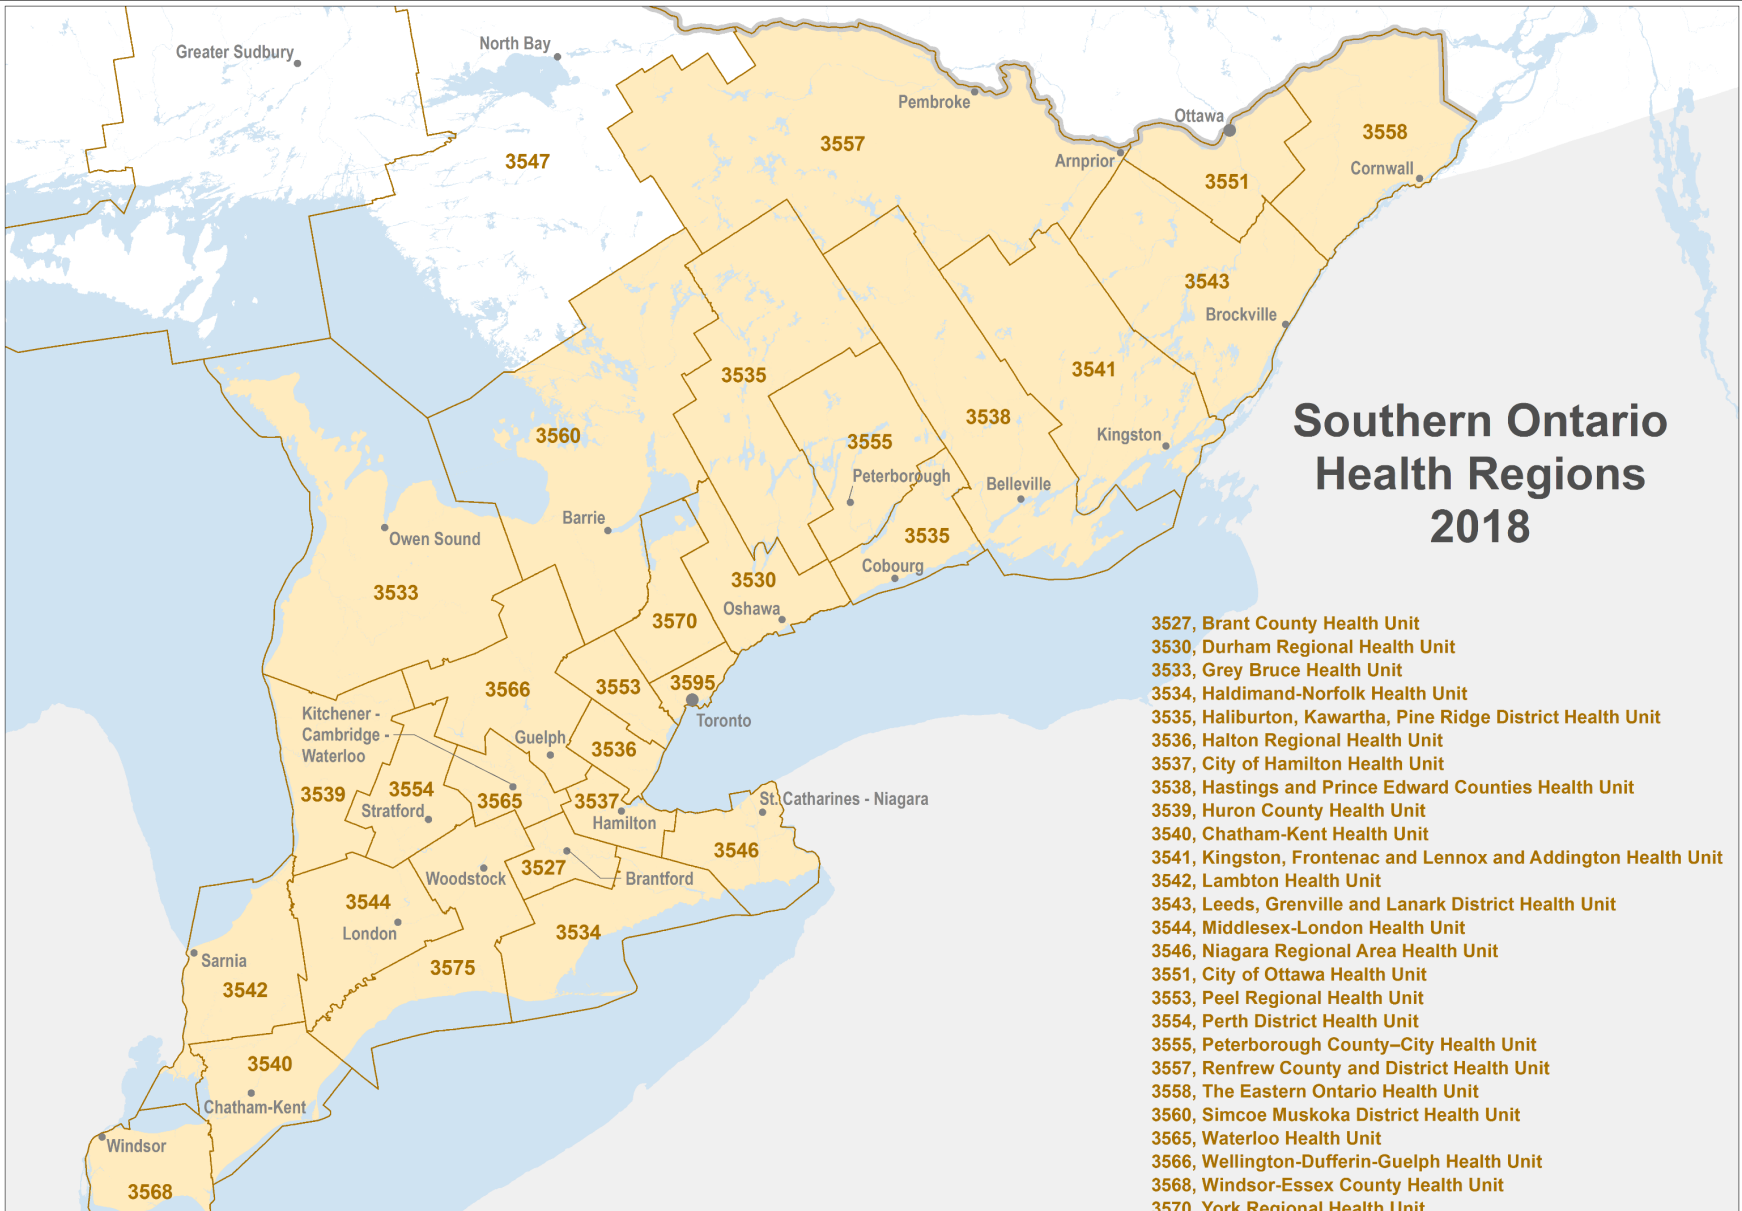 Greater Sudbury
North Bay
Pembroke
Ottawa
3558
3557
3547
Arnprior
Cornwall
3551
3543
Brockville
3535
3541
Southern Ontario
Health Regions
2018
3560
3538
3555
Kingston
Peterborough
Belleville
Barrie
Owen Sound
3535
Cobourg
3533
3530
Oshawa
3570
3566
3553
3595
Toronto
Kitchener -
Cambridge -
Waterloo
Guelph
3536
3539
3554
Stratford
3565
3537
Hamilton
St. Catharines - Niagara
3546
Woodstock
3527
Brantford
3544
London
3534
Sarnia
3575
3542
3540
Chatham-Kent
Windsor
3568
3527, Brant County Health Unit
3530, Durham Regional Health Unit
3533, Grey Bruce Health Unit
3534, Haldimand-Norfolk Health Unit
3535, Haliburton, Kawartha, Pine Ridge District Health Unit
3536, Halton Regional Health Unit
3537, City of Hamilton Health Unit
3538, Hastings and Prince Edward Counties Health Unit
3539, Huron County Health Unit
3540, Chatham-Kent Health Unit
3541, Kingston, Frontenac and Lennox and Addington Health Unit
3542, Lambton Health Unit
3543, Leeds, Grenville and Lanark District Health Unit
3544, Middlesex-London Health Unit
3546, Niagara Regional Area Health Unit
3551, City of Ottawa Health Unit
3553, Peel Regional Health Unit
3554, Perth District Health Unit
3555, Peterborough County–City Health Unit
3557, Renfrew County and District Health Unit
3558, The Eastern Ontario Health Unit
3560, Simcoe Muskoka District Health Unit
3565, Waterloo Health Unit
3566, Wellington-Dufferin-Guelph Health Unit
3568, Windsor-Essex County Health Unit
3570, York Regional Health Unit